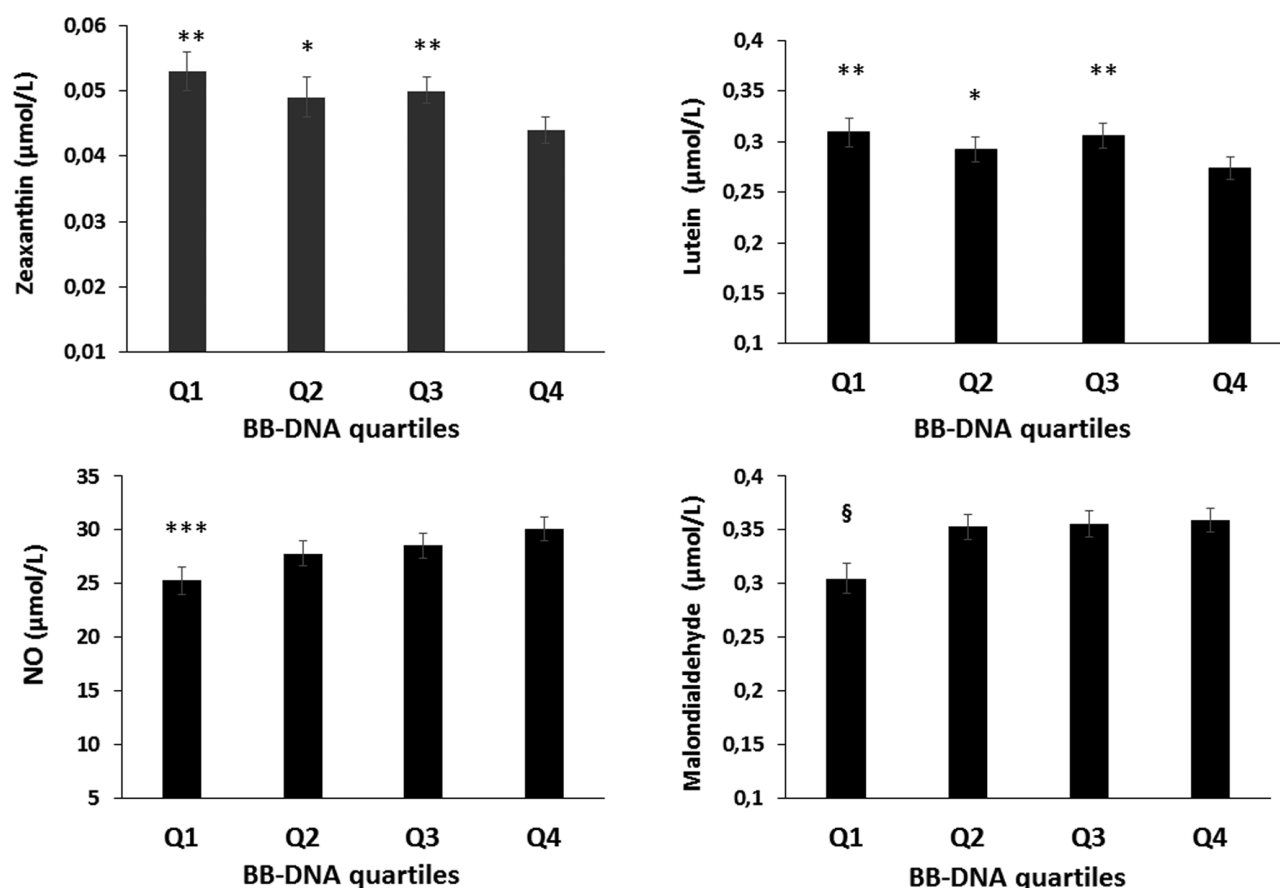 Zeaxanthin (µmol/L)
0,06
0,05
0,04
0,03
0,02
0,01
** * **
Q1 Q2 Q3 Q4
BB-DNA quartiles
Lutein (µmol/L)
0,4
0,35
0,3
0,25
0,2
0,15
0,1
** * **
Q1 Q2 Q3 Q4
BB-DNA quartiles
NO (µmol/L)
35
30
25
20
15
10
5
***
Q1 Q2 Q3 Q4
BB-DNA quartiles
Malondialdehyde (µmol/L)
0,4
0,35
0,3
0,25
0,2
0,15
0,1
§
Q1 Q2 Q3 Q4
BB-DNA quartiles